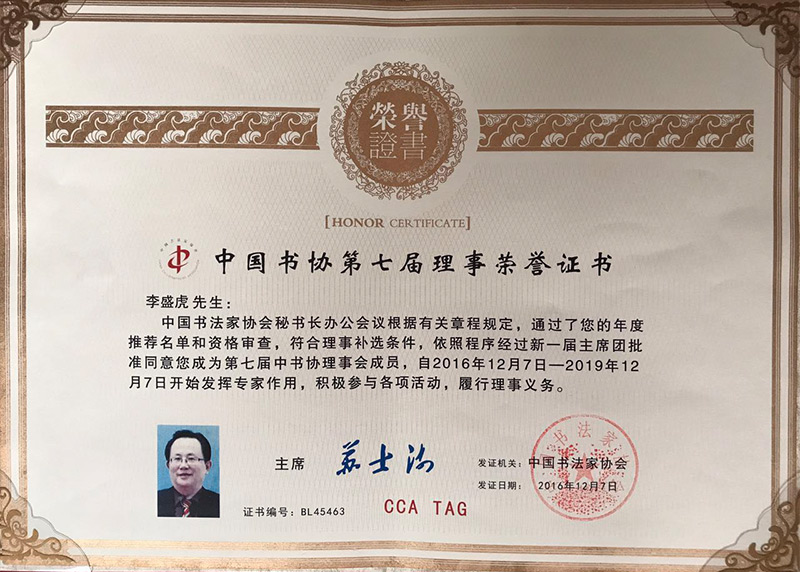 榮譽
證書
[HONOR CERTIFICATE]
中国书协第七届理事荣誉证书
李盛虎先生：
中国书法家协会秘书长办公会议根据有关章程规定，通过了您的年度
推荐名单和资格审查，符合理事补选条件，依照程序经过新一届主席团批
准同意您成为第七届中书协理事会成员，自2016年12月7日—2019年12
月7日开始发挥专家作用，积极参与各项活动，履行理事义务。
主席 苏士澍
发证机关：中国书法家协会
发证日期：2016年12月7日
证书编号：BL45463
CCA TAG
书法家